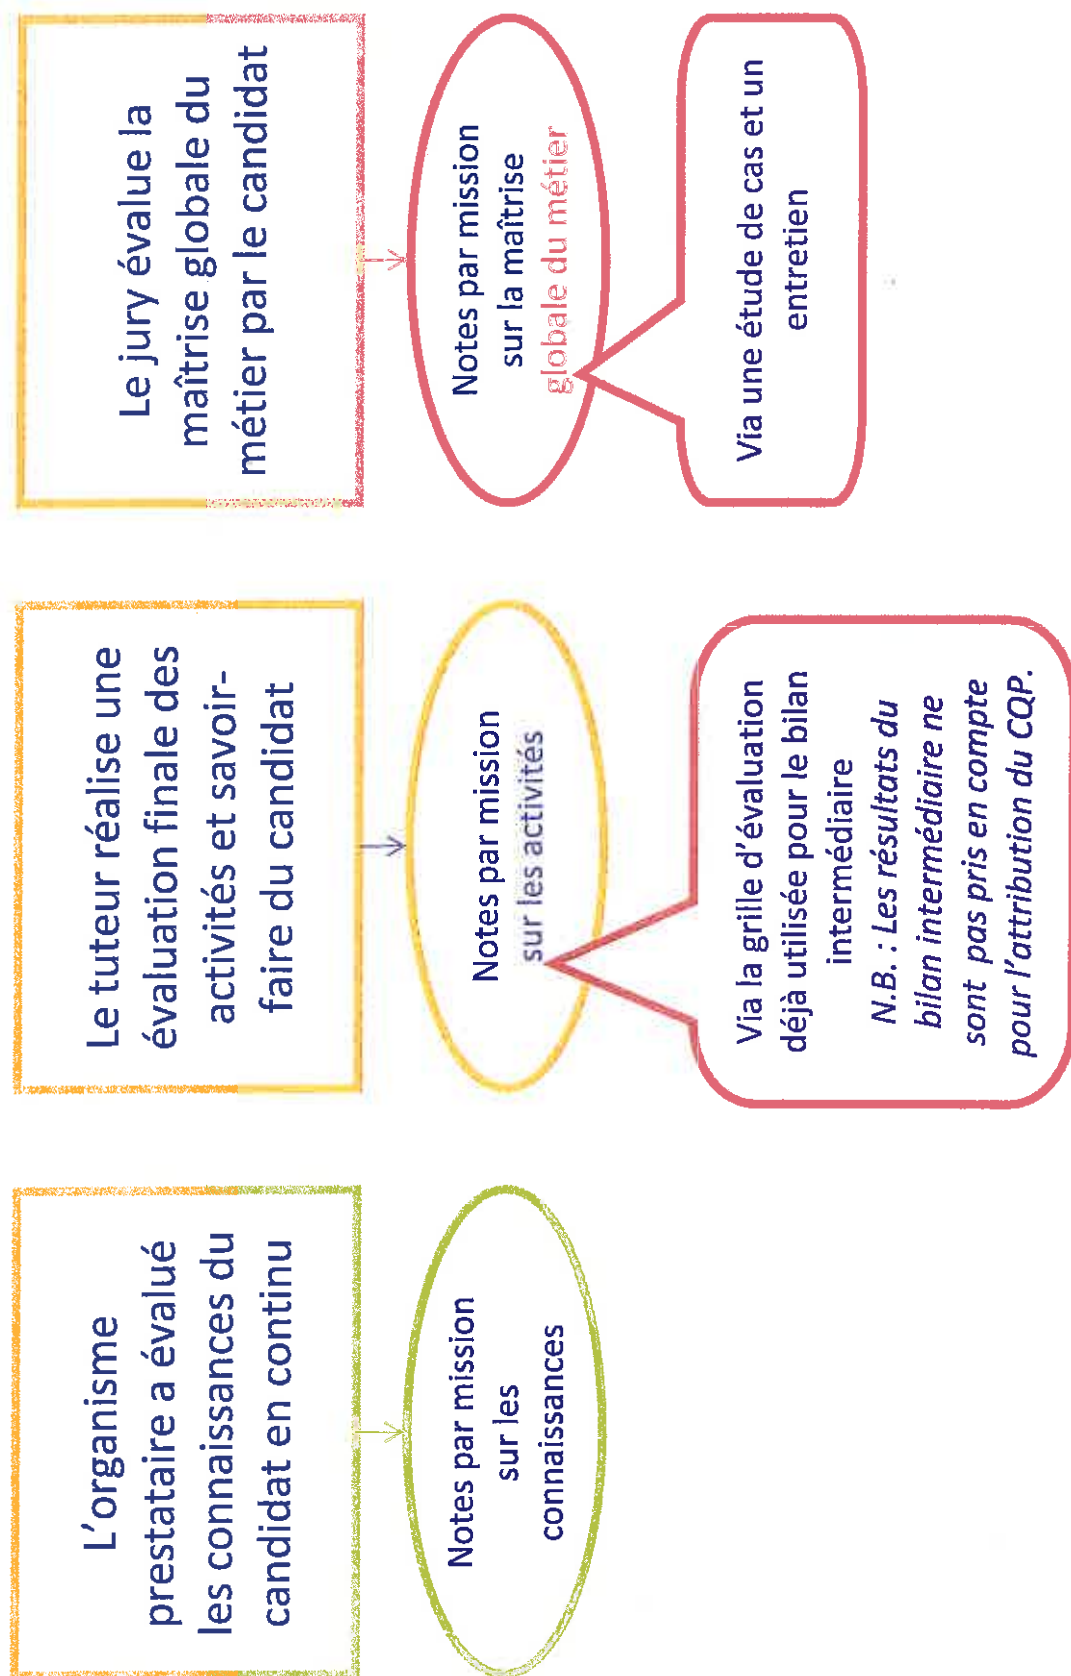 L'organisme
prestataire a évalué
les connaissances du
candidat en continu
Notes par mission
sur les
connaissances
Le tuteur réalise une
évaluation finale des
activités et savoir-
faire du candidat
Notes par mission
sur les activités
Via la grille d'évaluation
déjà utilisée pour le bilan
intermédiaire
N.B. : Les résultats du
bilan intermédiaire ne
sont pas pris en compte
pour l'attribution du CQP.
Le jury évalue la
maîtrise globale du
métier par le candidat
Notes par mission
sur la maîtrise
globale du métier
Via une étude de cas et un
entretien